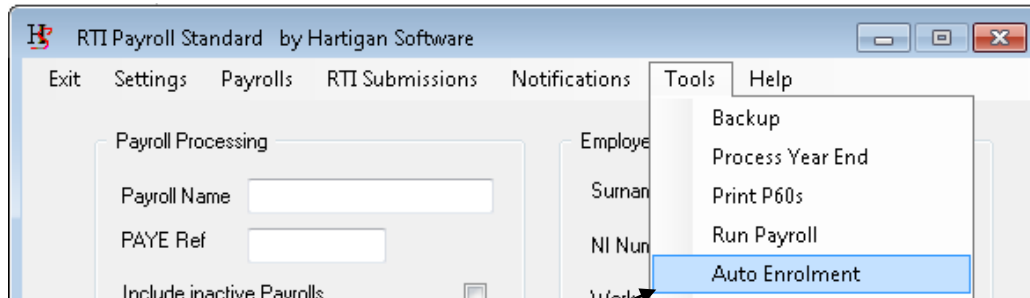 RTI Payroll Standard by Hartigan Software
Exit Settings Payrolls RTI Submissions Notifications Tools Help
Payroll Processing
Payroll Name
PAYE Ref
Include inactive Payrolls
Backup
Process Year End
Print P60s
Run Payroll
Auto Enrolment